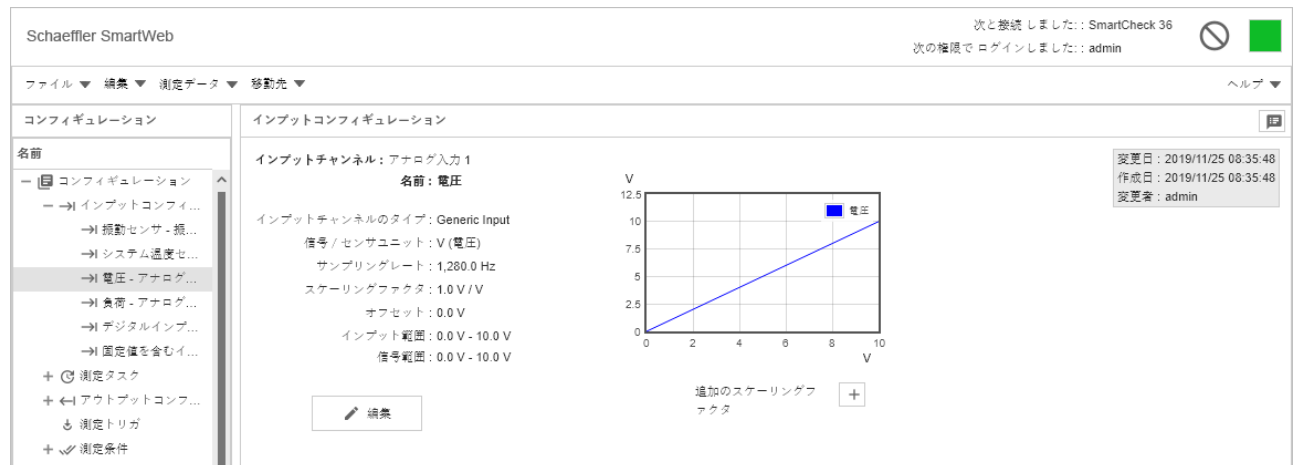 Schaeffler SmartWeb
次と接続 しました: : SmartCheck 36
次の権限で ログインしました: : admin
ファイル ▼ 編集 ▼ 測定データ ▼ 移動先 ▼ ヘルプ ▼
コンフィギュレーション
名前
コンフィギュレーション
インプットコンフィ...
振動センサ - 振...
システム温度セ...
電圧 - アナログ...
負荷 - アナログ...
デジタルインプ...
固定値を含むイ...
測定タスク
アウトプットコンフ...
測定トリガ
測定条件
インプットコンフィギュレーション
インプットチャンネル : アナログ入力 1
名前 : 電圧
インプットチャンネルのタイプ : Generic Input
信号 / センサユニット : V (電圧)
サンプリングレート : 1,280.0 Hz
スケーリングファクタ : 1.0 V / V
オフセット : 0.0 V
インプット範囲 : 0.0 V - 10.0 V
信号範囲 : 0.0 V - 10.0 V
編集
V
12.5
10
7.5
5
2.5
0
電圧
0 2 4 6 8 10
V
追加のスケーリングフ
ァクタ
+
変更日 : 2019/11/25 08:35:48
作成日 : 2019/11/25 08:35:48
変更者 : admin